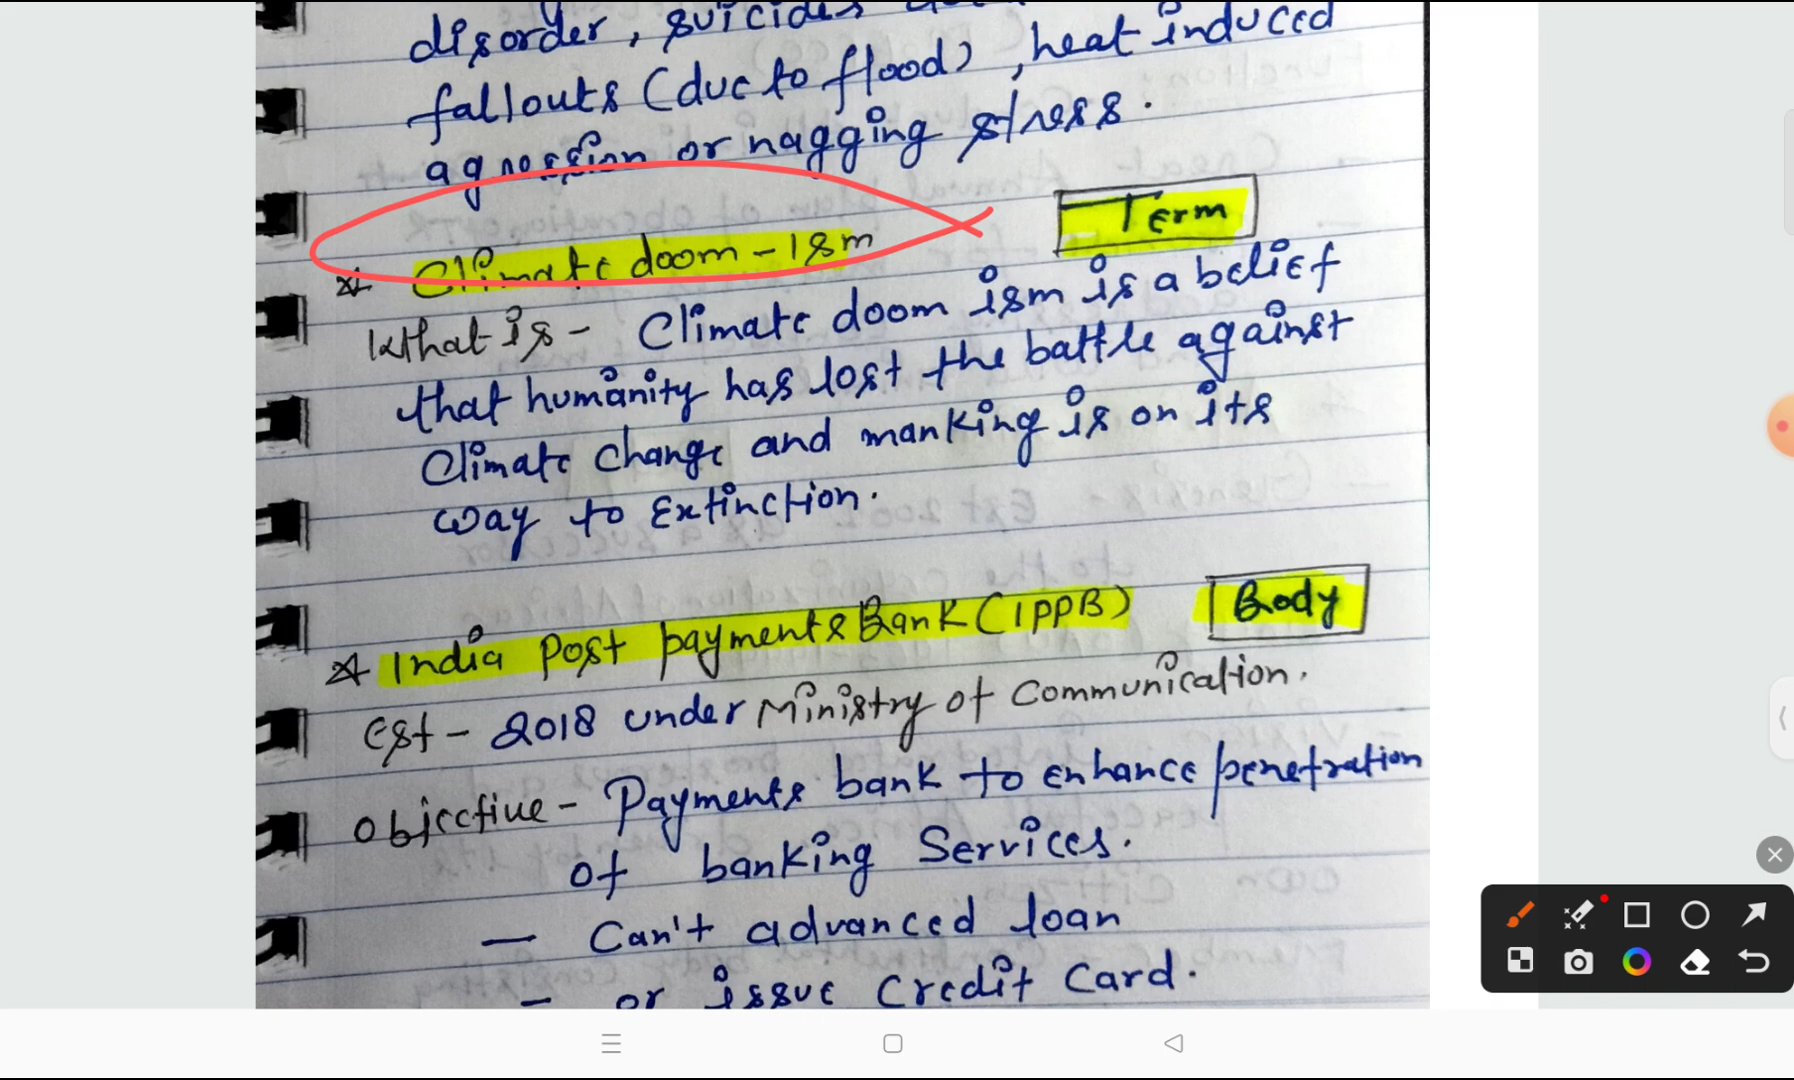 disorder, suicides
fallouts (due to flood), heat induced
agression or nagging stress.
Climate doom-ism Term
What is - Climate doom ism is a belief
that humanity has lost the battle against
Climate change and manking is on its
way to Extinction.
India Post payments Bank (IPPB) Body
Est - 2018 under Ministry of Communication.
Objective - Payments bank to enhance penetration
of banking Services.
— Can't advanced loan
— or issue Credit Card.